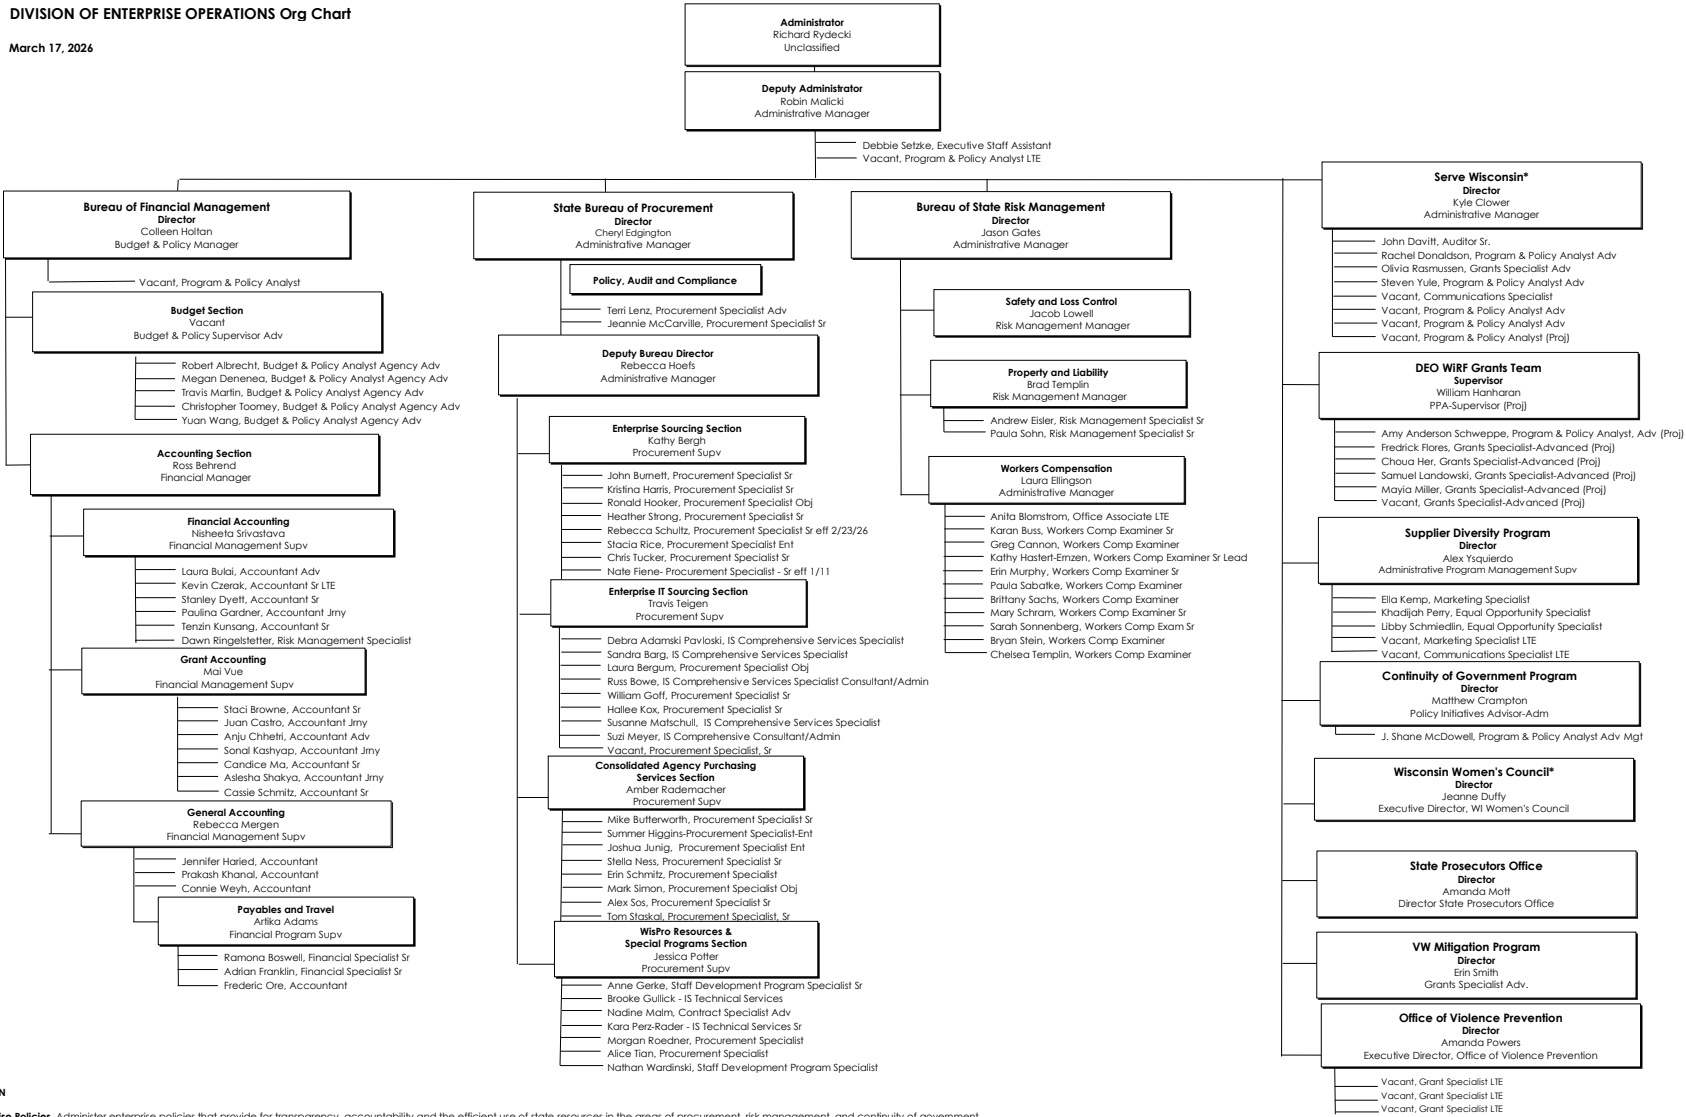 DIVISION OF ENTERPRISE OPERATIONS Org Chart
March 17, 2026
Administrator
Richard Rydecki
Unclassified
Deputy Administrator
Robin Malicki
Administrative Manager
Debbie Setzke, Executive Staff Assistant
Vacant, Program & Policy Analyst LTE
Bureau of Financial Management
Director
Colleen Holtan
Budget & Policy Manager
Vacant, Program & Policy Analyst
Budget Section
Vacant
Budget & Policy Supervisor Adv
Robert Albrecht, Budget & Policy Analyst Agency Adv
Megan Denenea, Budget & Policy Analyst Agency Adv
Travis Martin, Budget & Policy Analyst Agency Adv
Christopher Toomey, Budget & Policy Analyst Agency Adv
Yuan Wang, Budget & Policy Analyst Agency Adv
Accounting Section
Ross Behrend
Financial Manager
Financial Accounting
Nisheeta Srivastava
Financial Management Supv
Laura Bulai, Accountant Adv
Kevin Czerak, Accountant Sr LTE
Stanley Dyett, Accountant Sr
Paulina Gardner, Accountant Jrny
Tenzin Kunsang, Accountant Sr
Dawn Ringelstetter, Risk Management Specialist
Grant Accounting
Mai Vue
Financial Management Supv
Staci Browne, Accountant Sr
Juan Castro, Accountant Jrny
Anju Chhetri, Accountant Adv
Sonal Kashyap, Accountant Jrny
Candice Ma, Accountant Sr
Aslesha Shakya, Accountant Jrny
Cassie Schmitz, Accountant Sr
General Accounting
Rebecca Mergen
Financial Management Supv
Jennifer Haried, Accountant
Prakash Khanal, Accountant
Connie Weyh, Accountant
Payables and Travel
Artika Adams
Financial Program Supv
Ramona Boswell, Financial Specialist Sr
Adrian Franklin, Financial Specialist Sr
Frederic Ore, Accountant
State Bureau of Procurement
Director
Cheryl Edgington
Administrative Manager
Policy, Audit and Compliance
Terri Lenz, Procurement Specialist Adv
Jeannie McCarville, Procurement Specialist Sr
Deputy Bureau Director
Rebecca Hoefs
Administrative Manager
Enterprise Sourcing Section
Kathy Bergh
Procurement Supv
John Burnett, Procurement Specialist Sr
Kristina Harris, Procurement Specialist Sr
Ronald Hooker, Procurement Specialist Obj
Heather Strong, Procurement Specialist Sr
Rebecca Schultz, Procurement Specialist Sr eff 2/23/26
Stacia Rice, Procurement Specialist Ent
Chris Tucker, Procurement Specialist Sr
Nate Fiene- Procurement Specialist - Sr eff 1/11
Enterprise IT Sourcing Section
Travis Teigen
Procurement Supv
Debra Adamski Pavloski, IS Comprehensive Services Specialist
Sandra Barg, IS Comprehensive Services Specialist
Laura Bergum, Procurement Specialist Obj
Russ Bowe, IS Comprehensive Services Specialist Consultant/Admin
William Goff, Procurement Specialist Sr
Hallee Kox, Procurement Specialist Sr
Susanne Matschull, IS Comprehensive Services Specialist
Suzi Meyer, IS Comprehensive Consultant/Admin
Vacant, Procurement Specialist, Sr
Consolidated Agency Purchasing
Services Section
Amber Rademacher
Procurement Supv
Mike Butterworth, Procurement Specialist Sr
Summer Higgins-Procurement Specialist-Ent
Joshua Junig, Procurement Specialist Ent
Stella Ness, Procurement Specialist Sr
Erin Schmitz, Procurement Specialist
Mark Simon, Procurement Specialist Obj
Alex Sos, Procurement Specialist Sr
Tom Staskal, Procurement Specialist, Sr
WisPro Resources &
Special Programs Section
Jessica Potter
Procurement Supv
Anne Gerke, Staff Development Program Specialist Sr
Brooke Gullick - IS Technical Services
Nadine Malm, Contract Specialist Adv
Kara Perz-Rader - IS Technical Services Sr
Morgan Roedner, Procurement Specialist
Alice Tian, Procurement Specialist
Nathan Wardinski, Staff Development Program Specialist
Bureau of State Risk Management
Director
Jason Gates
Administrative Manager
Safety and Loss Control
Jacob Lowell
Risk Management Manager
Property and Liability
Brad Templin
Risk Management Manager
Andrew Eisler, Risk Management Specialist Sr
Paula Sohn, Risk Management Specialist Sr
Workers Compensation
Laura Ellingson
Administrative Manager
Anita Blomstrom, Office Associate LTE
Karan Buss, Workers Comp Examiner Sr
Greg Cannon, Workers Comp Examiner
Kathy Hastert-Ernzen, Workers Comp Examiner Sr Lead
Erin Murphy, Workers Comp Examiner Sr
Paula Sabatke, Workers Comp Examiner
Brittany Sachs, Workers Comp Examiner
Mary Schram, Workers Comp Examiner Sr
Sarah Sonnenberg, Workers Comp Exam Sr
Bryan Stein, Workers Comp Examiner
Chelsea Templin, Workers Comp Examiner
Serve Wisconsin*
Director
Kyle Clower
Administrative Manager
John Davitt, Auditor Sr.
Rachel Donaldson, Program & Policy Analyst Adv
Olivia Rasmussen, Grants Specialist Adv
Steven Yule, Program & Policy Analyst Adv
Vacant, Communications Specialist
Vacant, Program & Policy Analyst Adv
Vacant, Program & Policy Analyst Adv
Vacant, Program & Policy Analyst (Proj)
DEO WiRF Grants Team
Supervisor
William Hanharan
PPA-Supervisor (Proj)
Amy Anderson Schweppe, Program & Policy Analyst, Adv (Proj)
Fredrick Flores, Grants Specialist-Advanced (Proj)
Choua Her, Grants Specialist-Advanced (Proj)
Samuel Landowski, Grants Specialist-Advanced (Proj)
Mayia Miller, Grants Specialist-Advanced (Proj)
Vacant, Grants Specialist-Advanced (Proj)
Supplier Diversity Program
Director
Alex Ysquierdo
Administrative Program Management Supv
Ella Kemp, Marketing Specialist
Khadijah Perry, Equal Opportunity Specialist
Libby Schmiedlin, Equal Opportunity Specialist
Vacant, Marketing Specialist LTE
Vacant, Communications Specialist LTE
Continuity of Government Program
Director
Matthew Crampton
Policy Initiatives Advisor-Adm
J. Shane McDowell, Program & Policy Analyst Adv Mgt
Wisconsin Women's Council*
Director
Jeanne Duffy
Executive Director, WI Women's Council
State Prosecutors Office
Director
Amanda Mott
Director State Prosecutors Office
VW Mitigation Program
Director
Erin Smith
Grants Specialist Adv.
Office of Violence Prevention
Director
Amanda Powers
Executive Director, Office of Violence Prevention
Vacant, Grant Specialist LTE
Vacant, Grant Specialist LTE
Vacant, Grant Specialist LTE
N
ise Policies. Administer enterprise policies that provide for transparency, accountability and the efficient use of state resources in the areas of procurement, risk management, and continuity of government